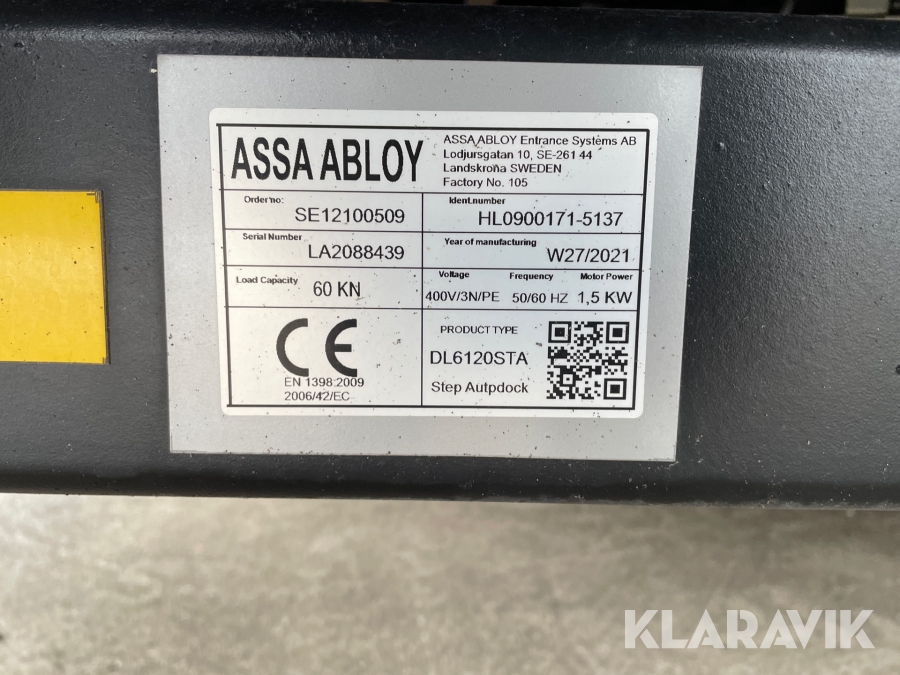 ASSA ABLOY
ASSA ABLOY Entrance Systems AB
Lodjursgatan 10, SE-261 44
Landskrona SWEDEN
Factory No. 105
Order no:
SE12100509
Ident.number
HL0900171-5137
Serial Number
LA2088439
Year of manufacturing
W27/2021
Load Capacity
60 KN
Voltage Frequency Motor Power
400V/3N/PE 50/60 HZ 1,5 KW
CE
EN 1398:2009
2006/42/EC
PRODUCT TYPE
DL6120STA
Step Autpdock
KLARAVIK